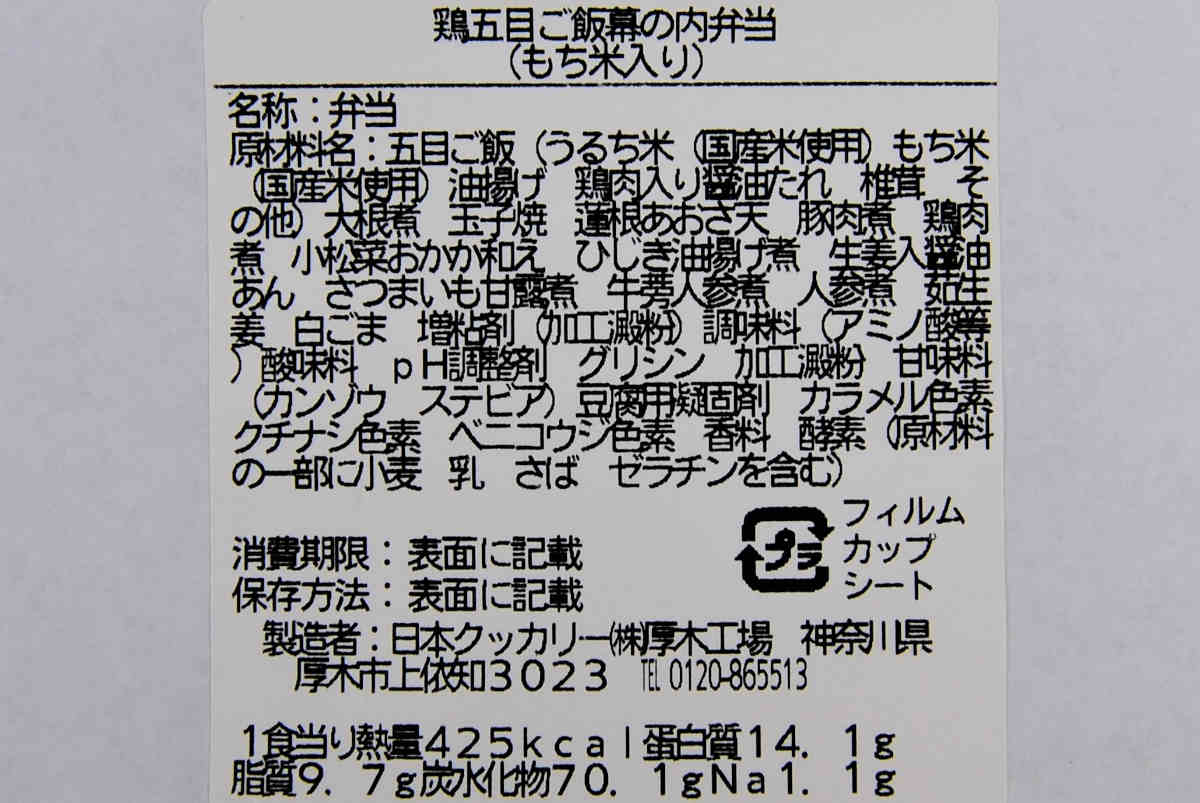 鶏五目ご飯幕の内弁当
(もち米入り)
名称：弁当
原材料名：五目ご飯（うるち米（国産米使用）もち米
（国産米使用）油揚げ　鶏肉入り醤油たれ　椎茸　そ
の他）大根煮　玉子焼　蓮根あおさ天　豚肉煮　鶏肉
煮　小松菜おかか和え　ひじき油揚げ煮　生姜入醤油
あん　さつまいも甘露煮　牛蒡人参煮　人参煮　茹生
姜　白ごま　増粘剤（加工澱粉）調味料（アミノ酸等
）酸味料　ｐＨ調整剤　グリシン　加工澱粉　甘味料
（カンゾウ　ステビア）豆腐用凝固剤　カラメル色素
クチナシ色素　ベニコウジ色素　香料　酵素（原材料
の一部に小麦　乳　さば　ゼラチンを含む）
プラ
フィルム
カップ
シート
消費期限：表面に記載
保存方法：表面に記載
製造者：日本クッカリー㈱厚木工場　神奈川県
厚木市上依知３０２３　TEL 0120-865513
１食当り熱量４２５ｋｃａｌ蛋白質１４．１ｇ
脂質９．７ｇ炭水化物７０．１ｇＮａ１．１ｇ